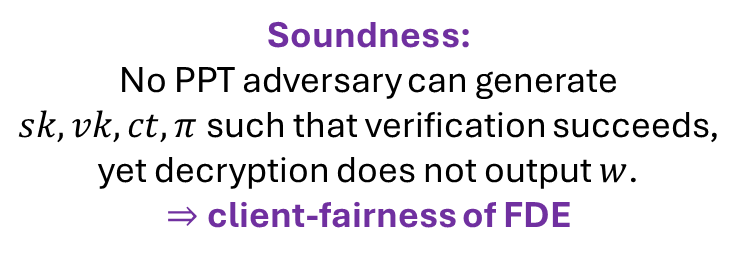 Soundness:
No PPT adversary can generate
𝑠𝑘, 𝑣𝑘, 𝑐𝑡, 𝜋 such that verification succeeds,
yet decryption does not output 𝑤.
⇒ client-fairness of FDE